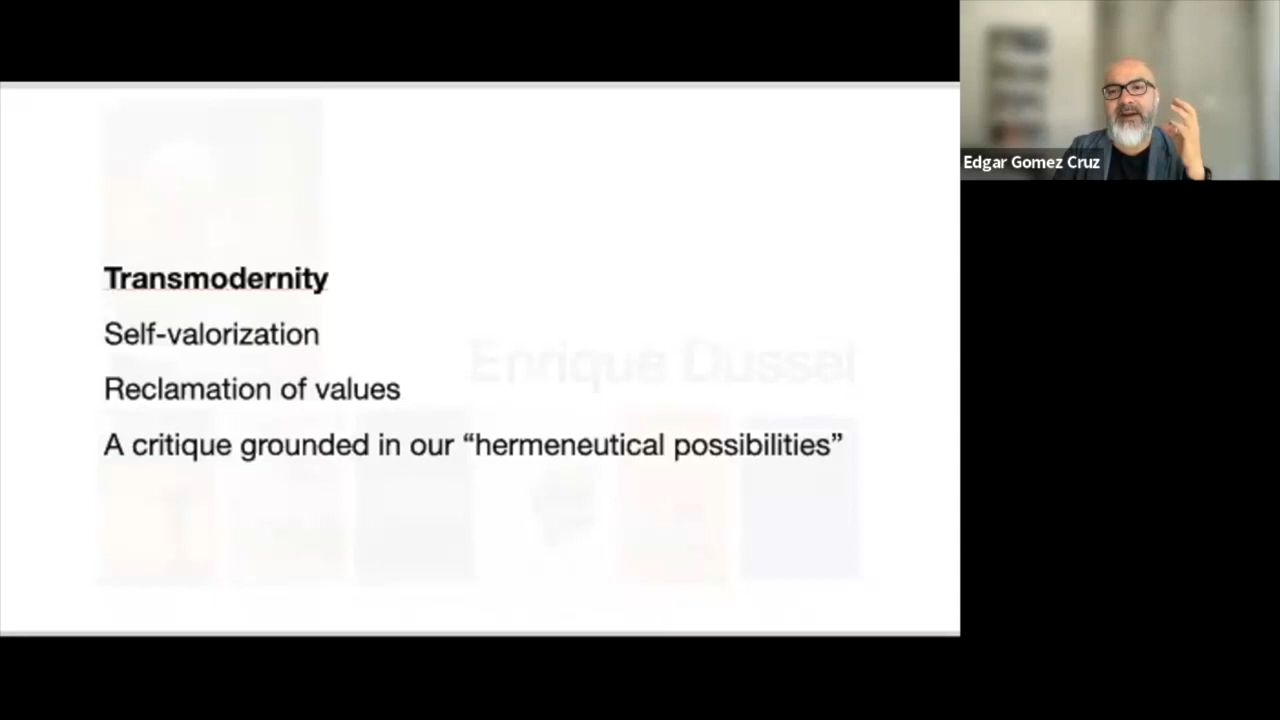 Transmodernity
Self-valorization
Reclamation of values
A critique grounded in our “hermeneutical possibilities”
Enrique Dussel
Edgar Gomez Cruz